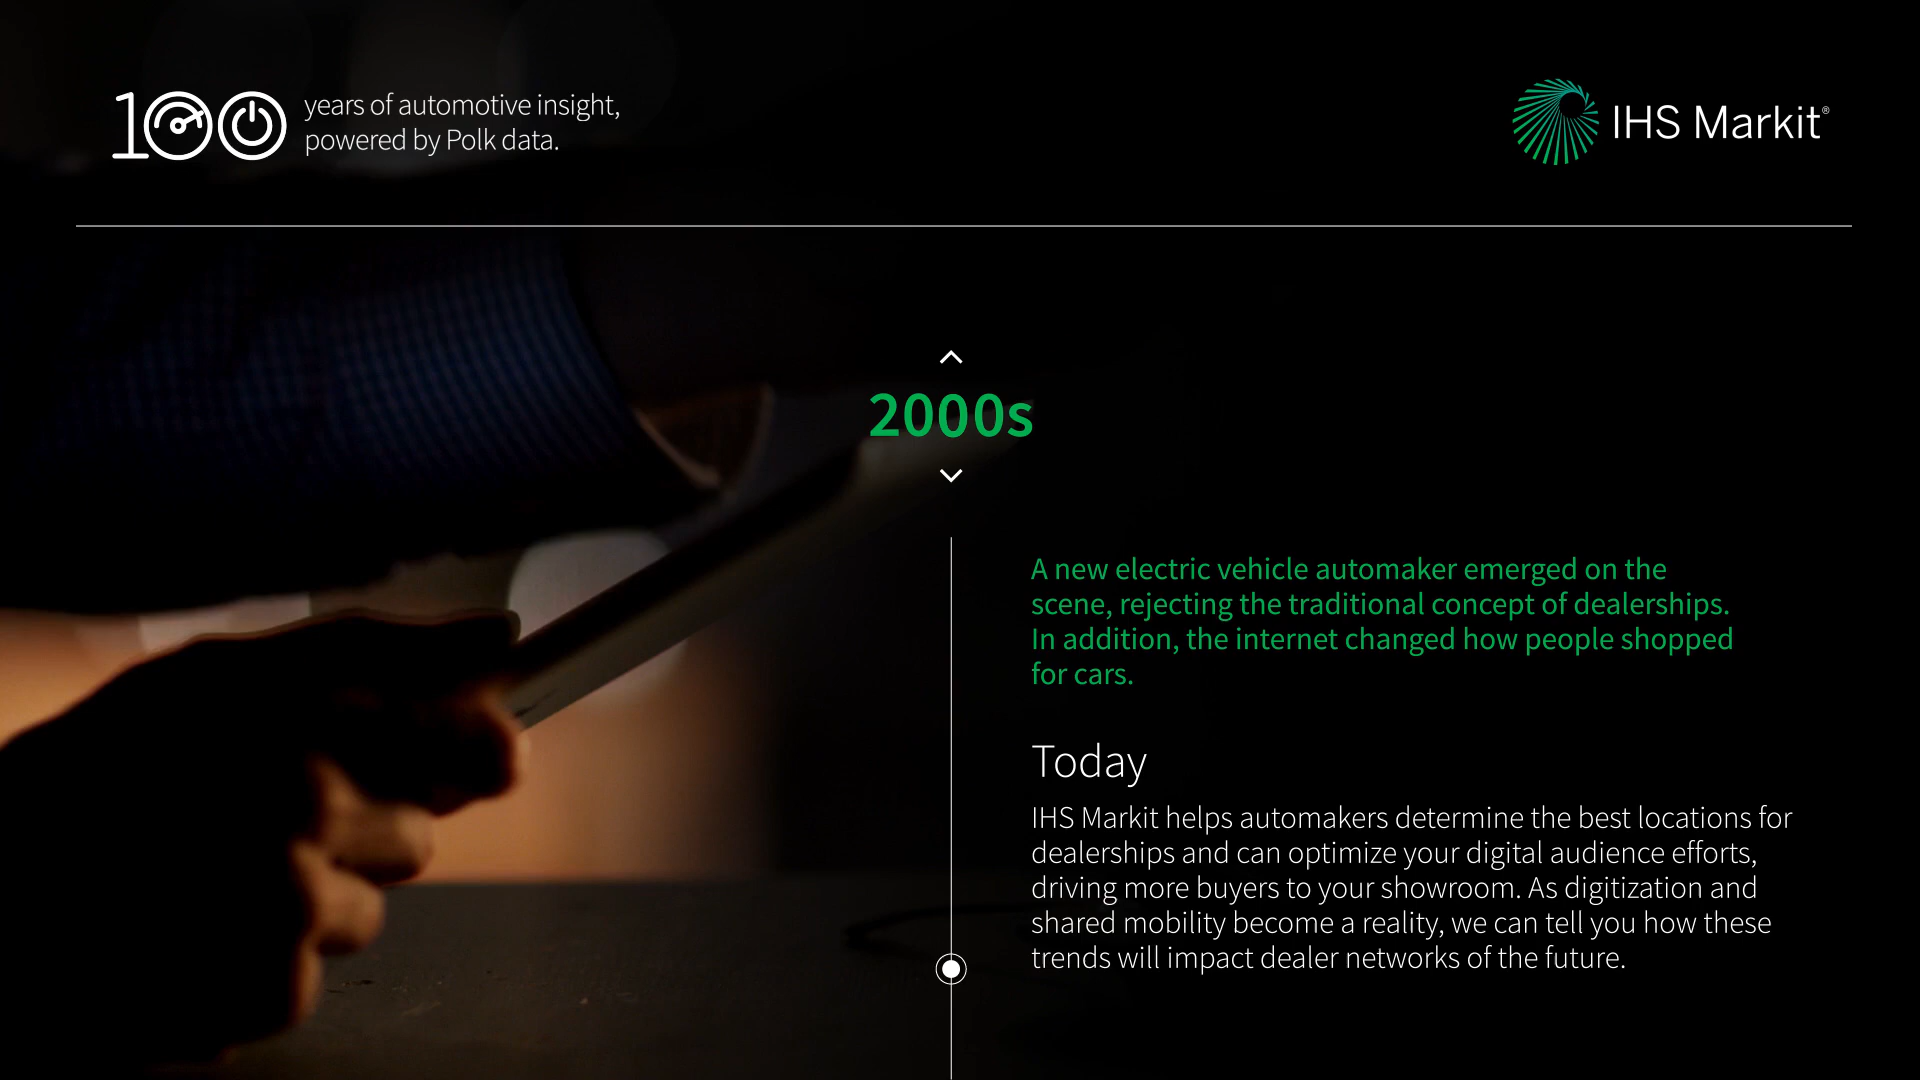 100 years of automotive insight,
powered by Polk data.
IHS Markit®
2000s
A new electric vehicle automaker emerged on the
scene, rejecting the traditional concept of dealerships.
In addition, the internet changed how people shopped
for cars.
Today
IHS Markit helps automakers determine the best locations for
dealerships and can optimize your digital audience efforts,
driving more buyers to your showroom. As digitization and
shared mobility become a reality, we can tell you how these
trends will impact dealer networks of the future.